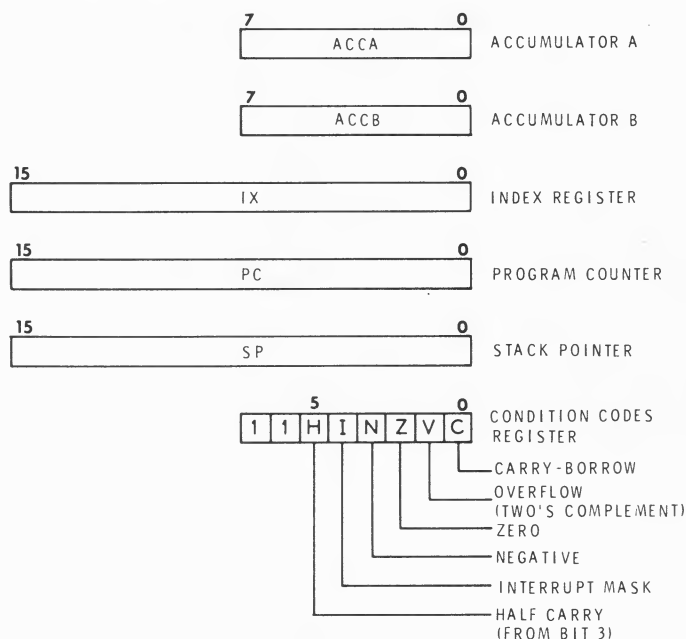 7 0
ACCA ACCUMULATOR A
7 0
ACCB ACCUMULATOR B
15 0
IX INDEX REGISTER
15 0
PC PROGRAM COUNTER
15 0
SP STACK POINTER
5 0
1 1 H I N Z V C CONDITION CODES
REGISTER
CARRY-BORROW
OVERFLOW
(TWO'S COMPLEMENT)
ZERO
NEGATIVE
INTERRUPT MASK
HALF CARRY
(FROM BIT 3)